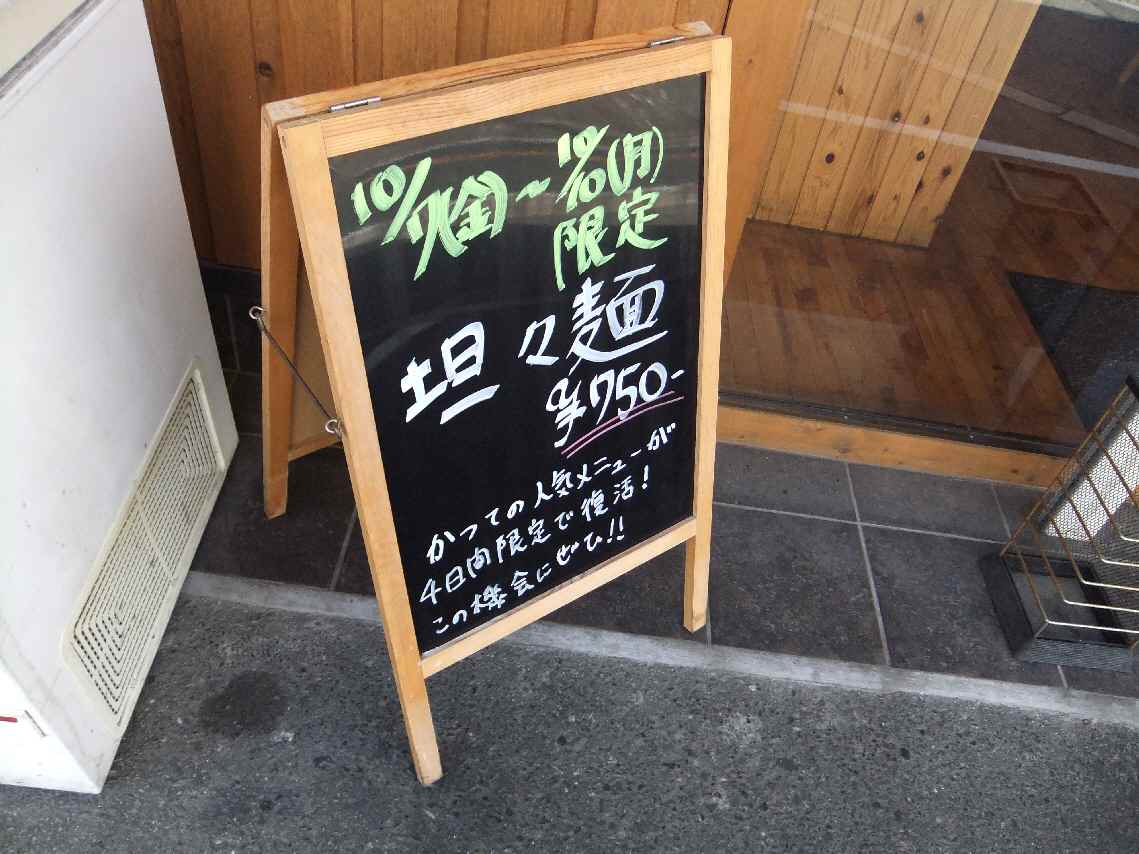 10/7(金)~10/10(月)
限定
坦々麺
¥750-
かつての人気メニューが
4日間限定で復活!
この機会にぜひ!!